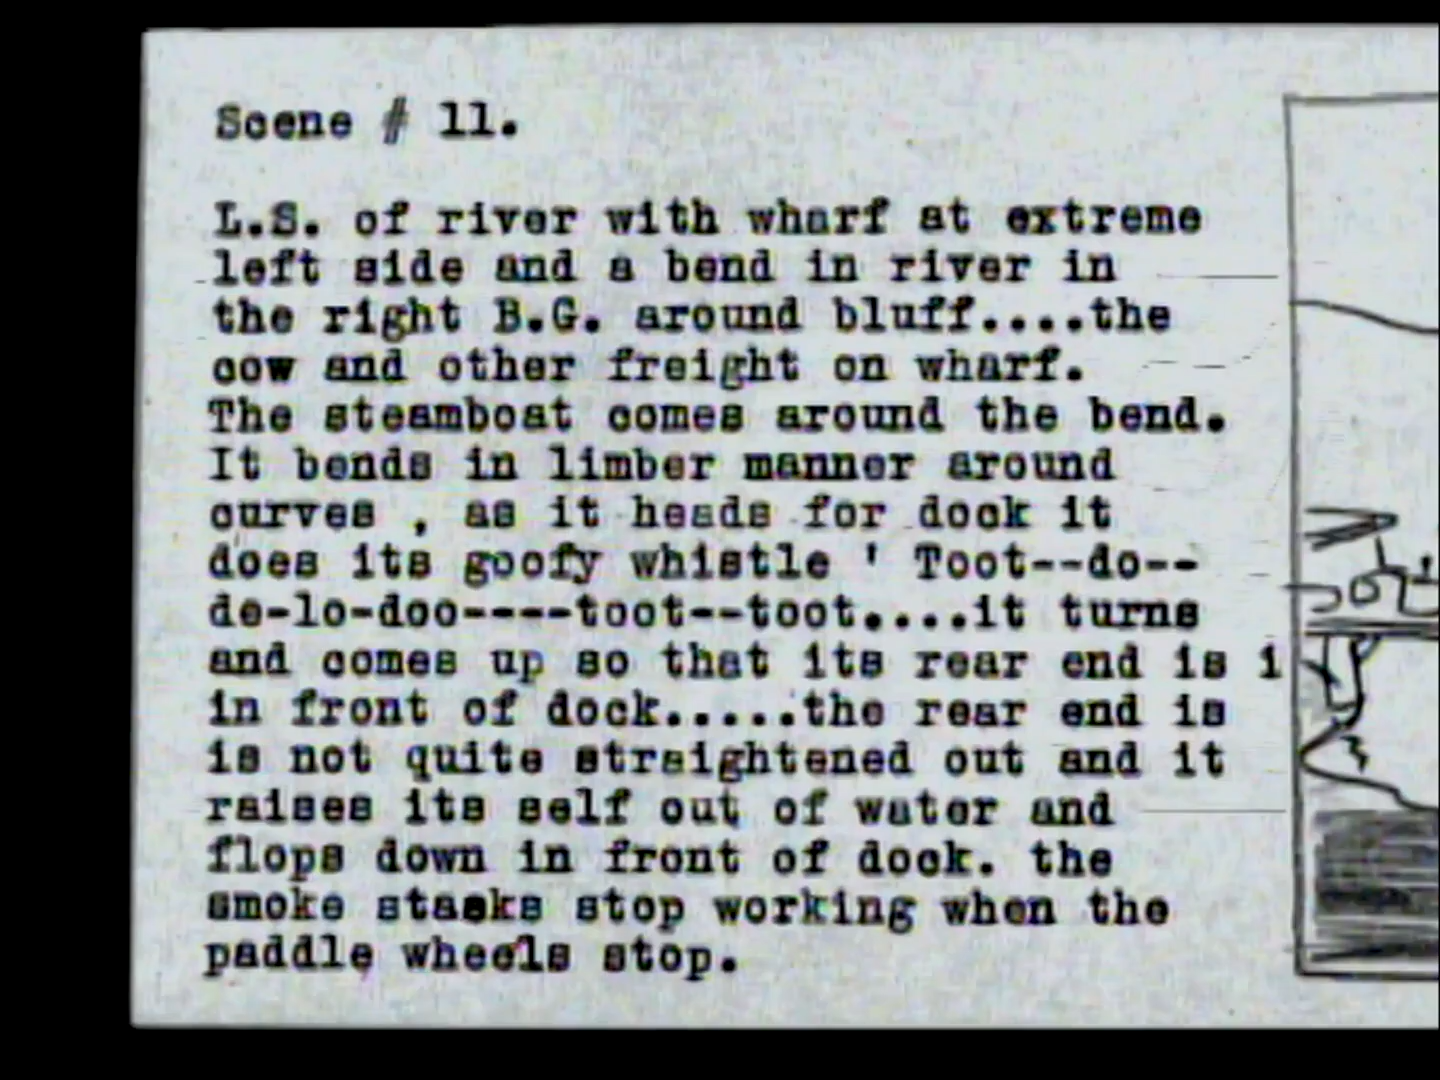 Scene # 11.
L.S. of river with wharf at extreme
left side and a bend in river in
the right B.G. around bluff....the
cow and other freight on wharf.
The steamboat comes around the bend.
It bends in limber manner around
curves , as it heads for dock it
does its goofy whistle ' Toot--do--
de-lo-doo----toot--toot....it turns
and comes up so that its rear end is i
in front of dock.....the rear end is
is not quite straightened out and it
raises its self out of water and
flops down in front of dock. the
smoke stacks stop working when the
paddle wheels stop.